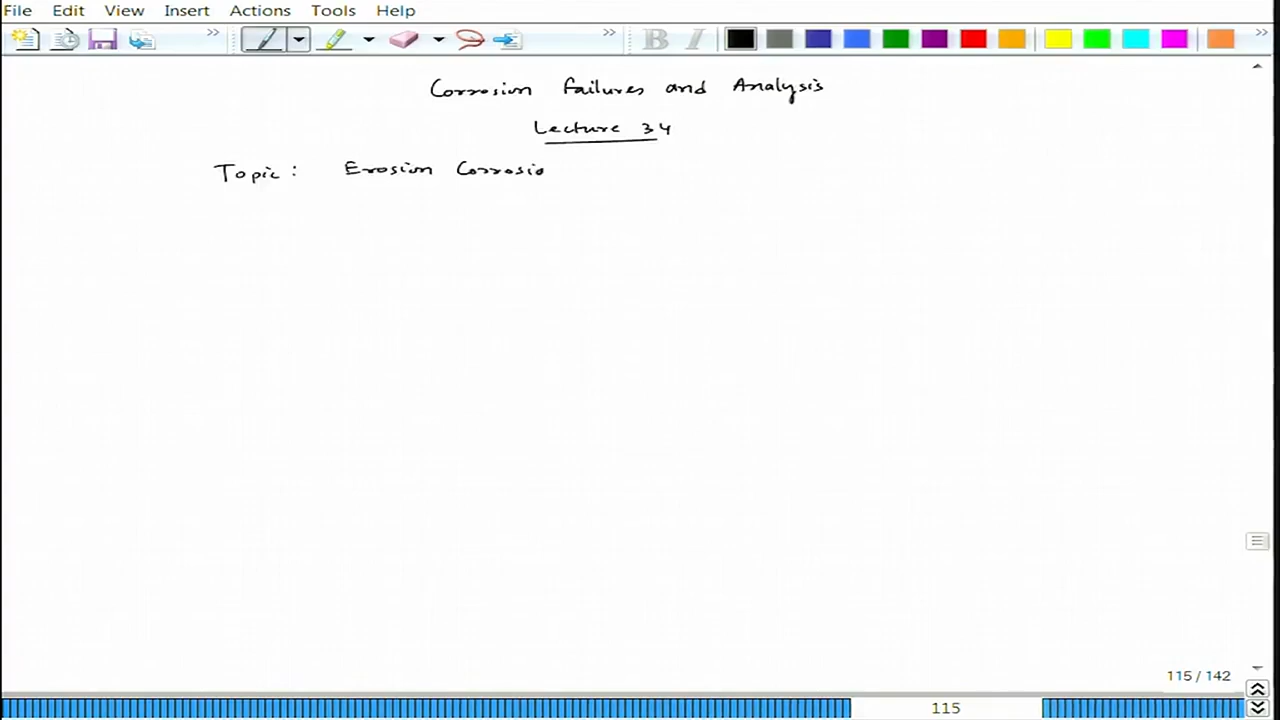 File Edit View Insert Actions Tools Help
B I
Corrosion Failures and Analysis
Lecture 34
Topic: Erosion Corrosio
115 / 142
115